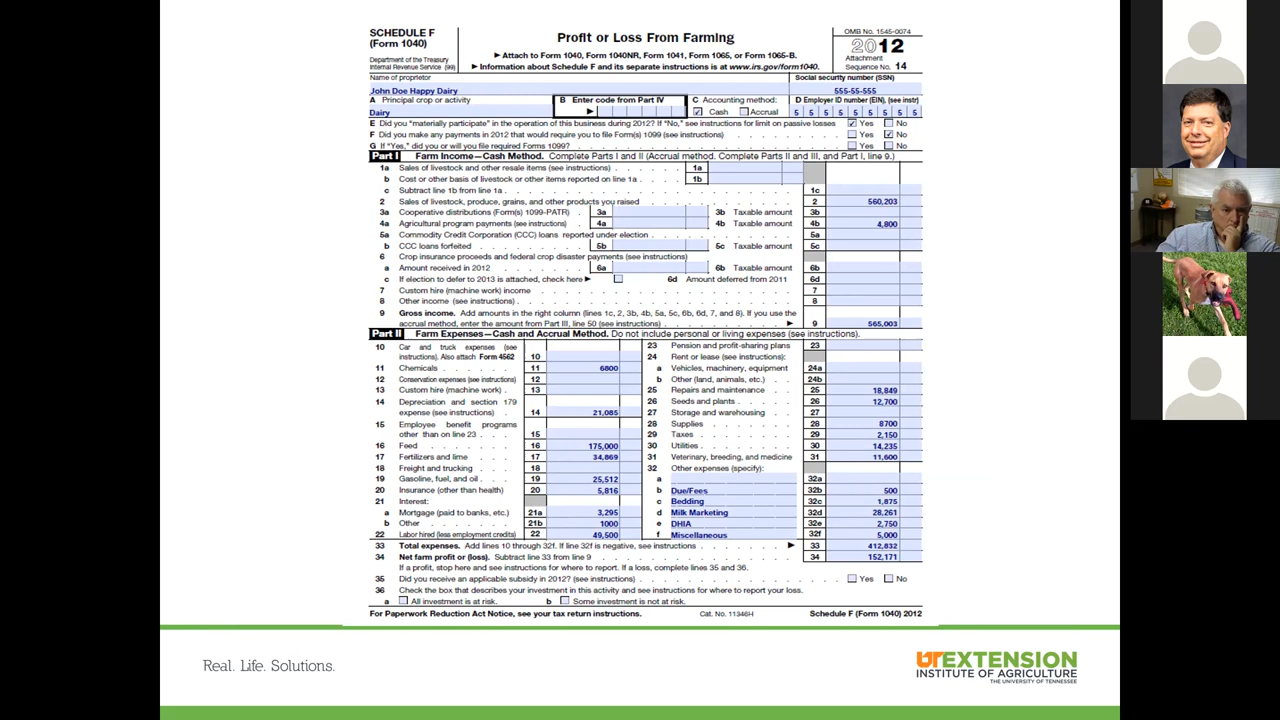 SCHEDULE F
(Form 1040)
Department of the Treasury
Internal Revenue Service (99)
Profit or Loss From Farming
▶ Attach to Form 1040, Form 1040NR, Form 1041, Form 1065, or Form 1065-B.
▶ Information about Schedule F and its separate instructions is at www.irs.gov/form1040.
OMB No. 1545-0074
2012
Attachment
Sequence No. 14
Name of proprietor
Social security number (SSN)
John Doe Happy Dairy
555-55-555
A Principal crop or activity
Dairy
B Enter code from Part IV
▶
C Accounting method:
Cash Accrual
D Employer ID number (EIN), (see instr)
5 5 5 5 5 5 5 5 5
E Did you "materially participate" in the operation of this business during 2012? If "No," see instructions for limit on passive losses Yes No
F Did you make any payments in 2012 that would require you to file Form(s) 1099 (see instructions) Yes No
G If "Yes," did you or will you file required Forms 1099? Yes No
Part I Farm Income—Cash Method. Complete Parts I and II (Accrual method. Complete Parts II and III, and Part I, line 9.)
1a Sales of livestock and other resale items (see instructions) 1a
b Cost or other basis of livestock or other items reported on line 1a 1b
c Subtract line 1b from line 1a 1c
2 Sales of livestock, produce, grains, and other products you raised 2 560,203
3a Cooperative distributions (Form(s) 1099-PATR) 3a 3b Taxable amount 3b
4a Agricultural program payments (see instructions) 4a 4b Taxable amount 4b 4,800
5a Commodity Credit Corporation (CCC) loans reported under election 5a
b CCC loans forfeited 5b 5c Taxable amount 5c
6 Crop insurance proceeds and federal crop disaster payments (see instructions)
a Amount received in 2012 6a 6b Taxable amount 6b
c If election to defer to 2013 is attached, check here ▶ 6d Amount deferred from 2011 6d
7 Custom hire (machine work) income 7
8 Other income (see instructions) 8
9 Gross income. Add amounts in the right column (lines 1c, 2, 3b, 4b, 5a, 5c, 6b, 6d, 7, and 8). If you use the
accrual method, enter the amount from Part III, line 50 (see instructions) ▶ 9 565,003
Part II Farm Expenses—Cash and Accrual Method. Do not include personal or living expenses (see instructions).
10 Car and truck expenses (see
instructions). Also attach Form 4562 10
11 Chemicals 11 6800
12 Conservation expenses (see instructions) 12
13 Custom hire (machine work) 13
14 Depreciation and section 179
expense (see instructions) 14 21,085
15 Employee benefit programs
other than on line 23 15
16 Feed 16 175,000
17 Fertilizers and lime 17 34,869
18 Freight and trucking 18
19 Gasoline, fuel, and oil 19 25,512
20 Insurance (other than health) 20 5,816
21 Interest:
a Mortgage (paid to banks, etc.) 21a 3,295
b Other 21b 1000
22 Labor hired (less employment credits) 22 49,500
23 Pension and profit-sharing plans 23
24 Rent or lease (see instructions):
a Vehicles, machinery, equipment 24a
b Other (land, animals, etc.) 24b
25 Repairs and maintenance 25 18,849
26 Seeds and plants 26 12,700
27 Storage and warehousing 27
28 Supplies 28 8700
29 Taxes 29 2,150
30 Utilities 30 14,235
31 Veterinary, breeding, and medicine 31 11,600
32 Other expenses (specify):
a 32a
b Due/Fees 32b 500
c Bedding 32c 1,875
d Milk Marketing 32d 28,261
e DHIA 32e 2,750
f Miscellaneous 32f 5,000
33 Total expenses. Add lines 10 through 32f. If line 32f is negative, see instructions ▶ 33 412,832
34 Net farm profit or (loss). Subtract line 33 from line 9 34 152,171
If a profit, stop here and see instructions for where to report. If a loss, complete lines 35 and 36.
35 Did you receive an applicable subsidy in 2012? (see instructions) Yes No
36 Check the box that describes your investment in this activity and see instructions for where to report your loss.
a All investment is at risk. b Some investment is not at risk.
For Paperwork Reduction Act Notice, see your tax return instructions. Cat. No. 11346H Schedule F (Form 1040) 2012
Real. Life. Solutions.
UT EXTENSION
INSTITUTE OF AGRICULTURE
THE UNIVERSITY OF TENNESSEE